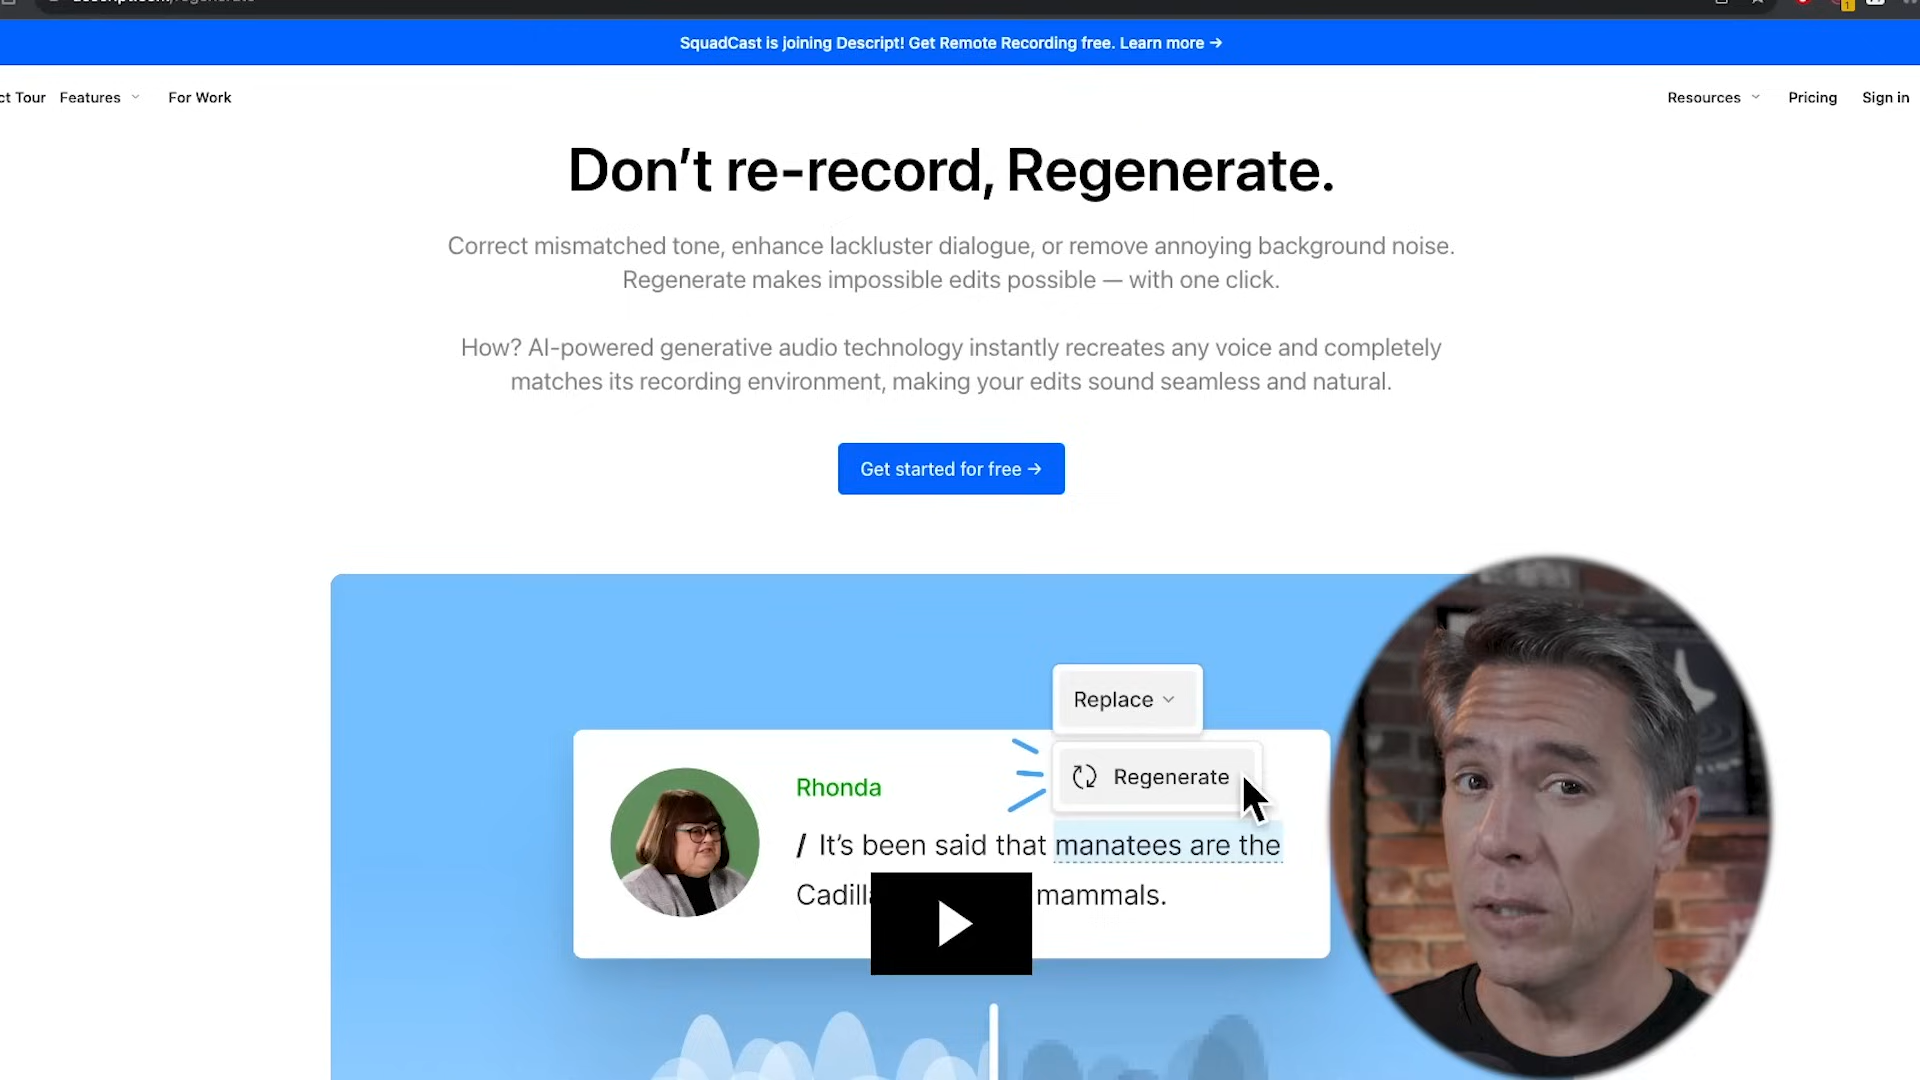 SquadCast is joining Descript! Get Remote Recording free. Learn more →
ct Tour Features For Work Resources Pricing Sign in
Don't re-record, Regenerate.
Correct mismatched tone, enhance lackluster dialogue, or remove annoying background noise.
Regenerate makes impossible edits possible — with one click.
How? AI-powered generative audio technology instantly recreates any voice and completely
matches its recording environment, making your edits sound seamless and natural.
Get started for free →
Replace
Regenerate
Rhonda
/ It's been said that manatees are the
mammals.